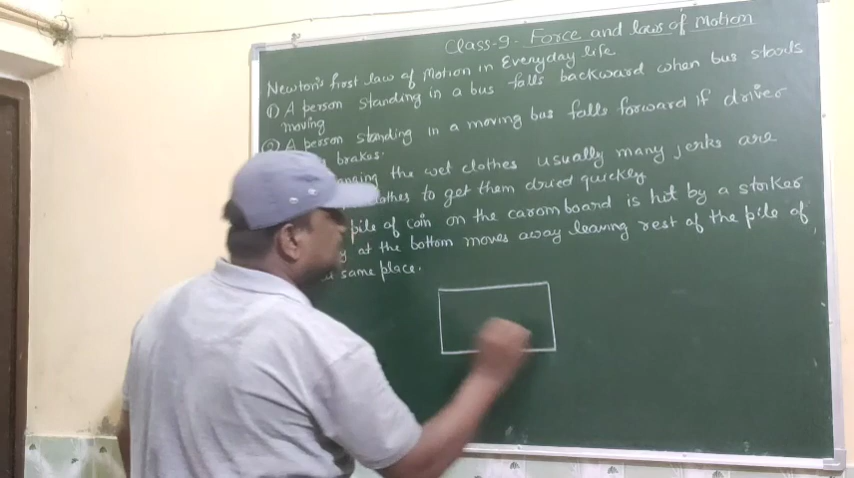 Class-9. Force and laws of Motion
Newton's first law of Motion in Everyday life
① A person standing in a bus falls backward when bus starts
moving
② A person standing in a moving bus falls forward if driver
brakes.
the wet clothes usually many jerks are
to get them dried quickly
pile of coin on the caromboard is hit by a striker
at the bottom moves away leaving rest of the pile of
same place.